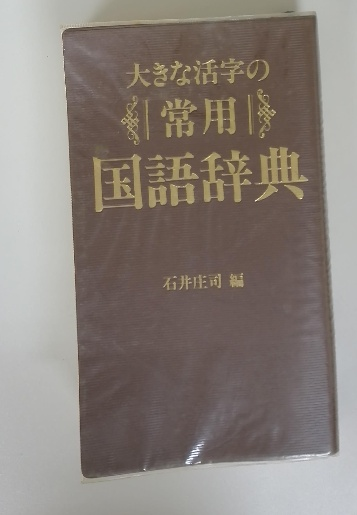 大きな活字の
常用
国語辞典
石井庄司 編